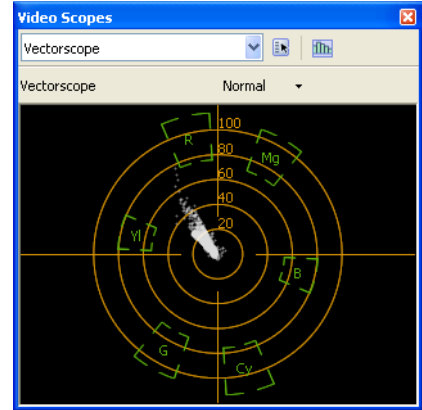 Video Scopes
Vectorscope
Vectorscope Normal
100
R
80
Mg
60
40
20
Yl
B
G
Cy